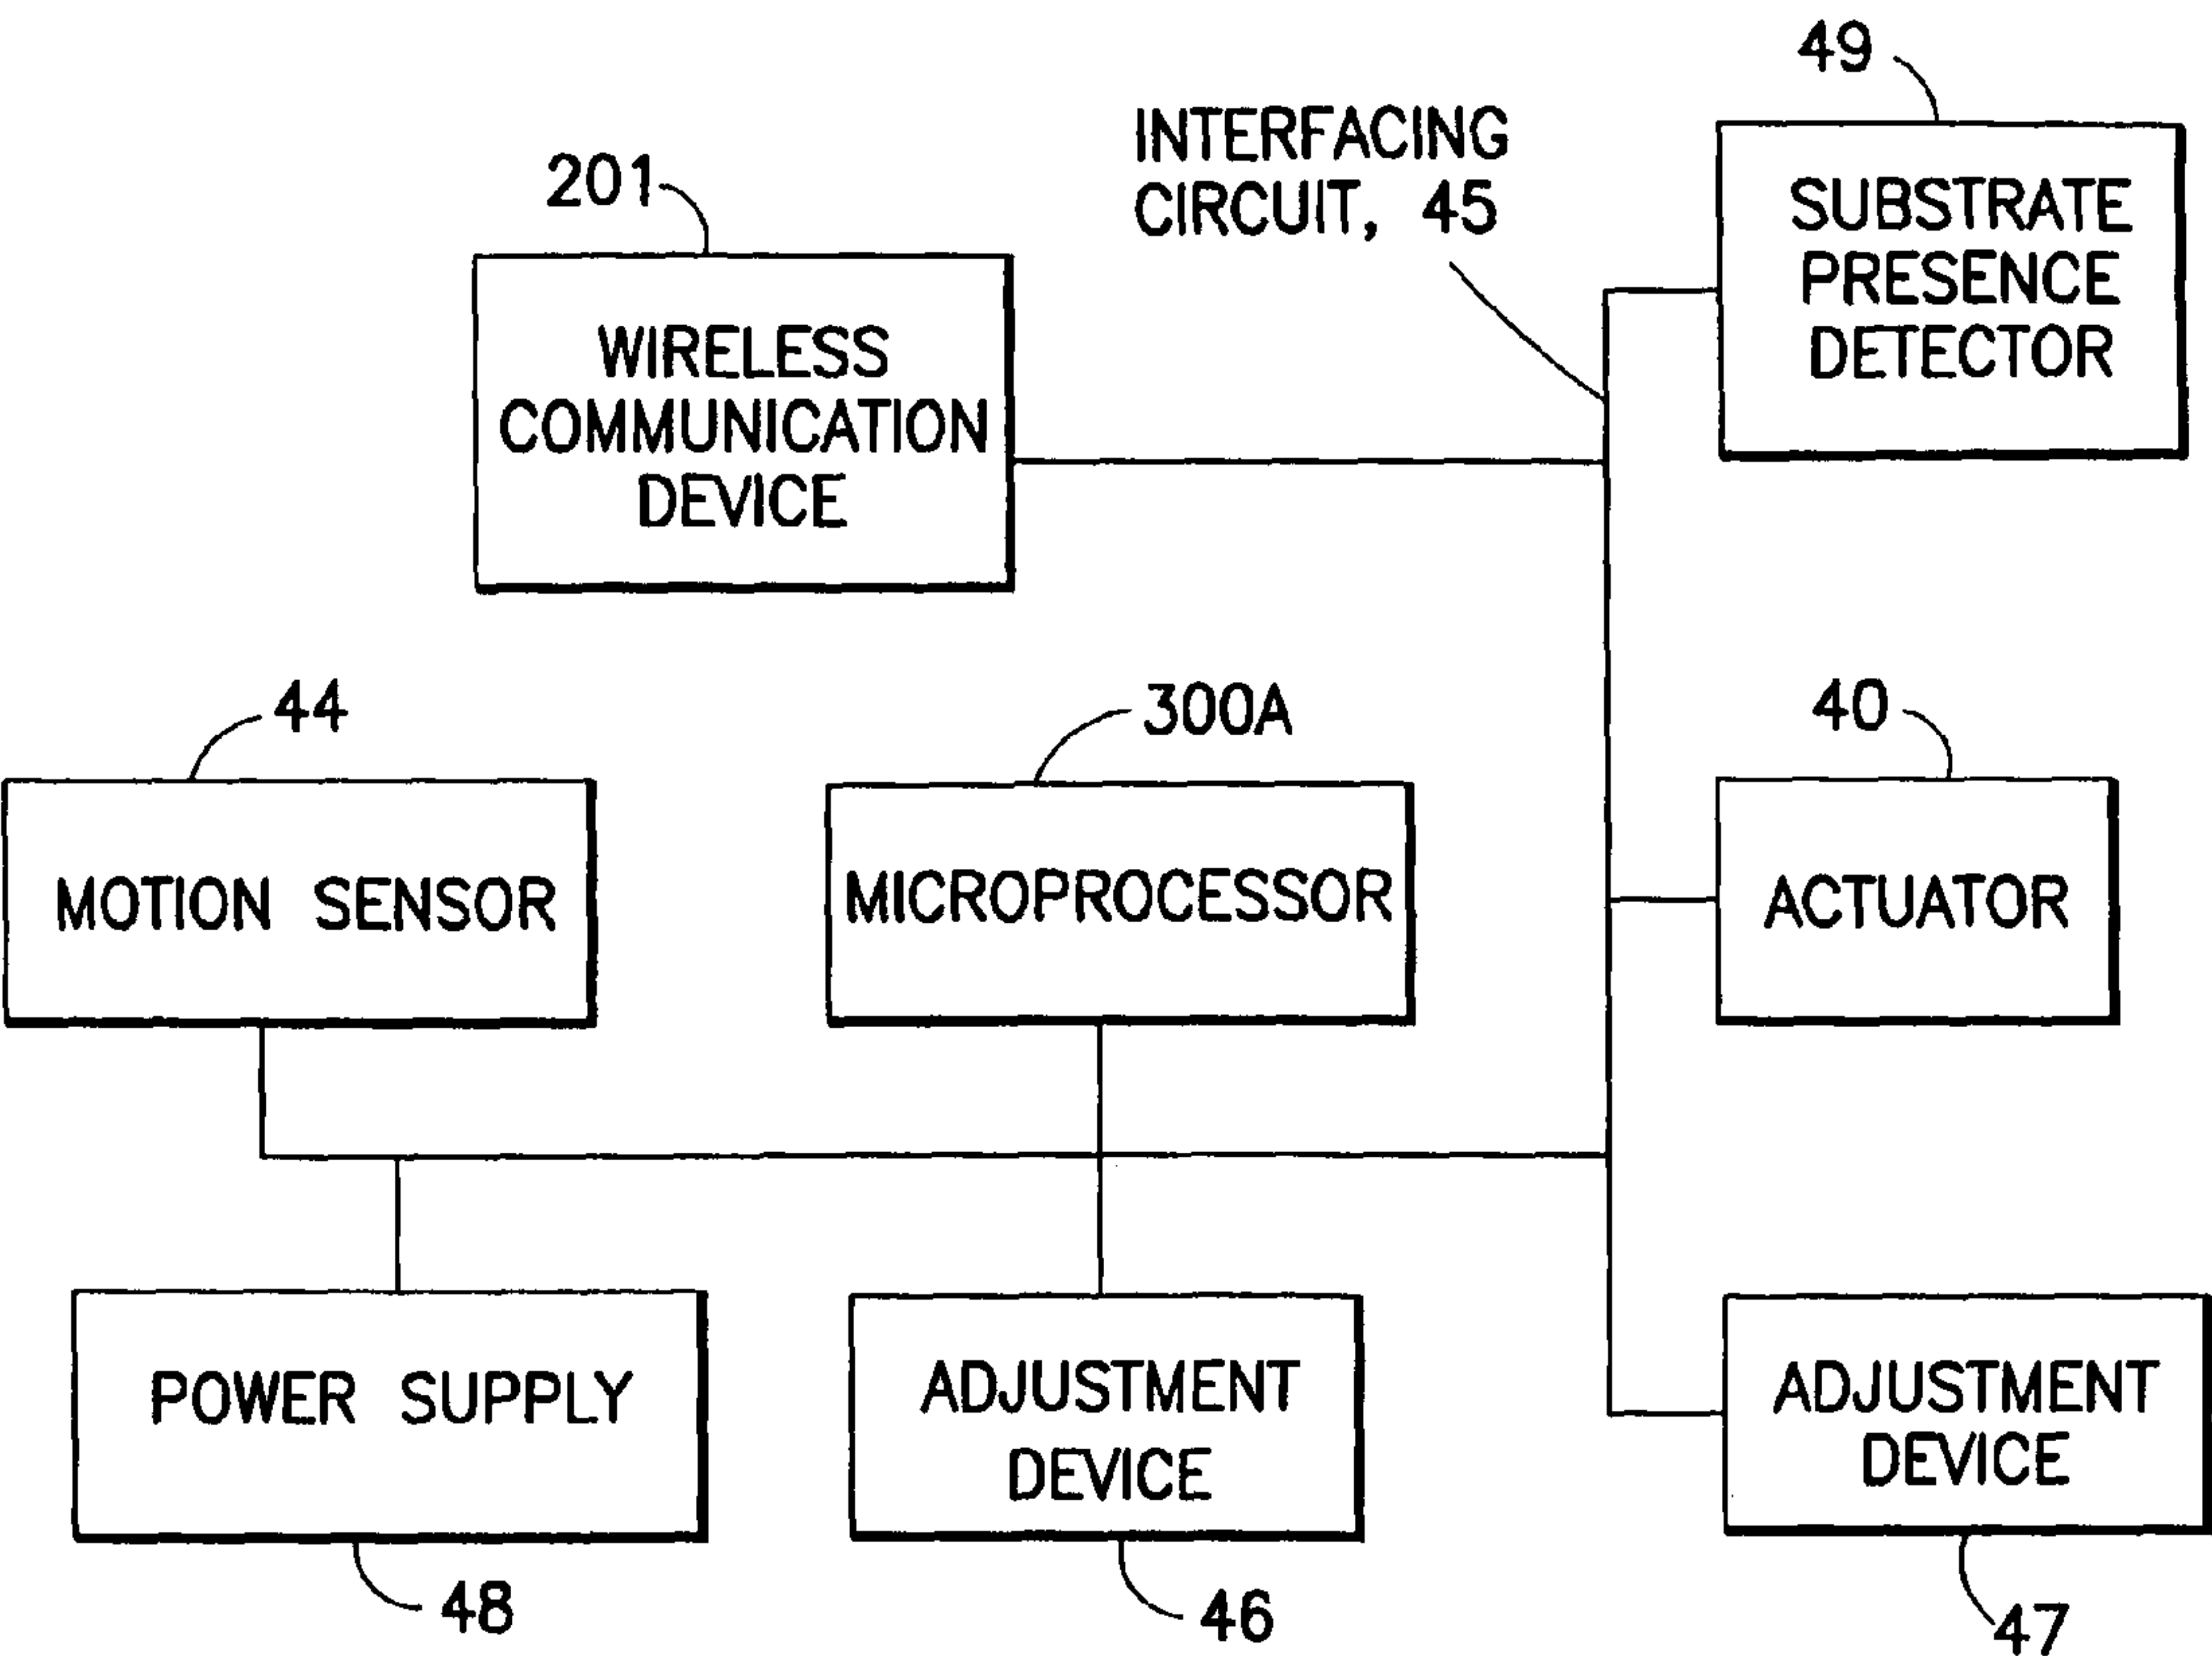 49
INTERFACING
CIRCUIT, 45
201
SUBSTRATE
PRESENCE
DETECTOR
WIRELESS
COMMUNICATION
DEVICE
44
300A
40
MOTION SENSOR
MICROPROCESSOR
ACTUATOR
POWER SUPPLY
ADJUSTMENT
DEVICE
ADJUSTMENT
DEVICE
48
46
47